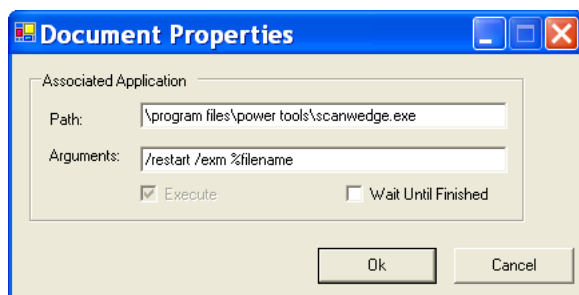 Document Properties
Associated Application
Path: \program files\power tools\scanwedge.exe
Arguments: /restart /exm %filename
Execute Wait Until Finished
Ok Cancel